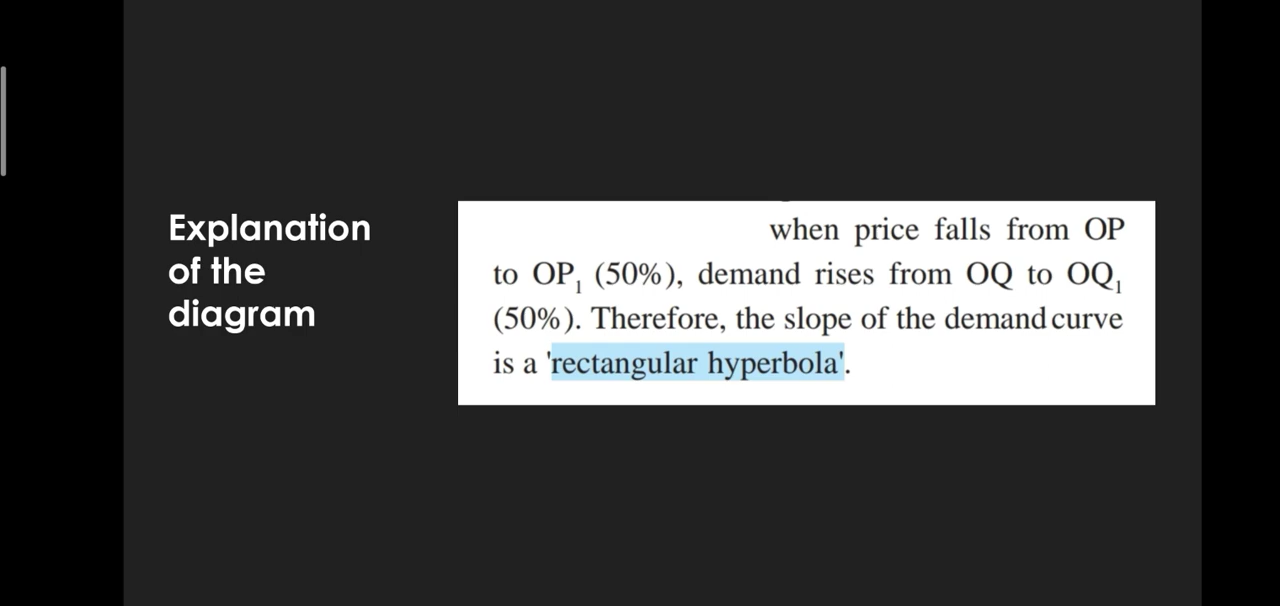 Explanation
of the
diagram
when price falls from OP
to OP₁ (50%), demand rises from OQ to OQ₁
(50%). Therefore, the slope of the demand curve
is a 'rectangular hyperbola'.